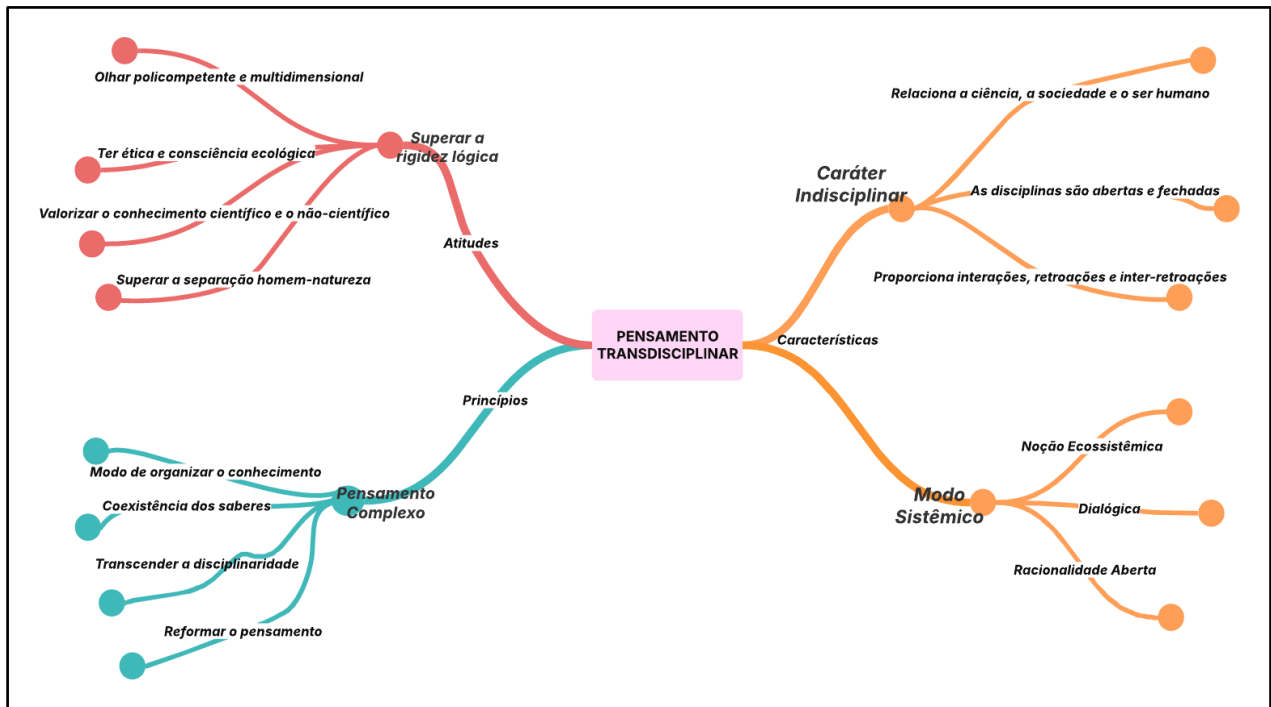 PENSAMENTO
TRANSDISCIPLINAR
Atitudes
Superar a
rigidez lógica
Olhar policompetente e multidimensional
Ter ética e consciência ecológica
Valorizar o conhecimento científico e o não-científico
Superar a separação homem-natureza
Princípios
Pensamento
Complexo
Modo de organizar o conhecimento
Coexistência dos saberes
Transcender a disciplinaridade
Reformar o pensamento
Características
Caráter
Indisciplinar
Relaciona a ciência, a sociedade e o ser humano
As disciplinas são abertas e fechadas
Proporciona interações, retroações e inter-retroações
Modo
Sistêmico
Noção Ecossistêmica
Dialógica
Racionalidade Aberta